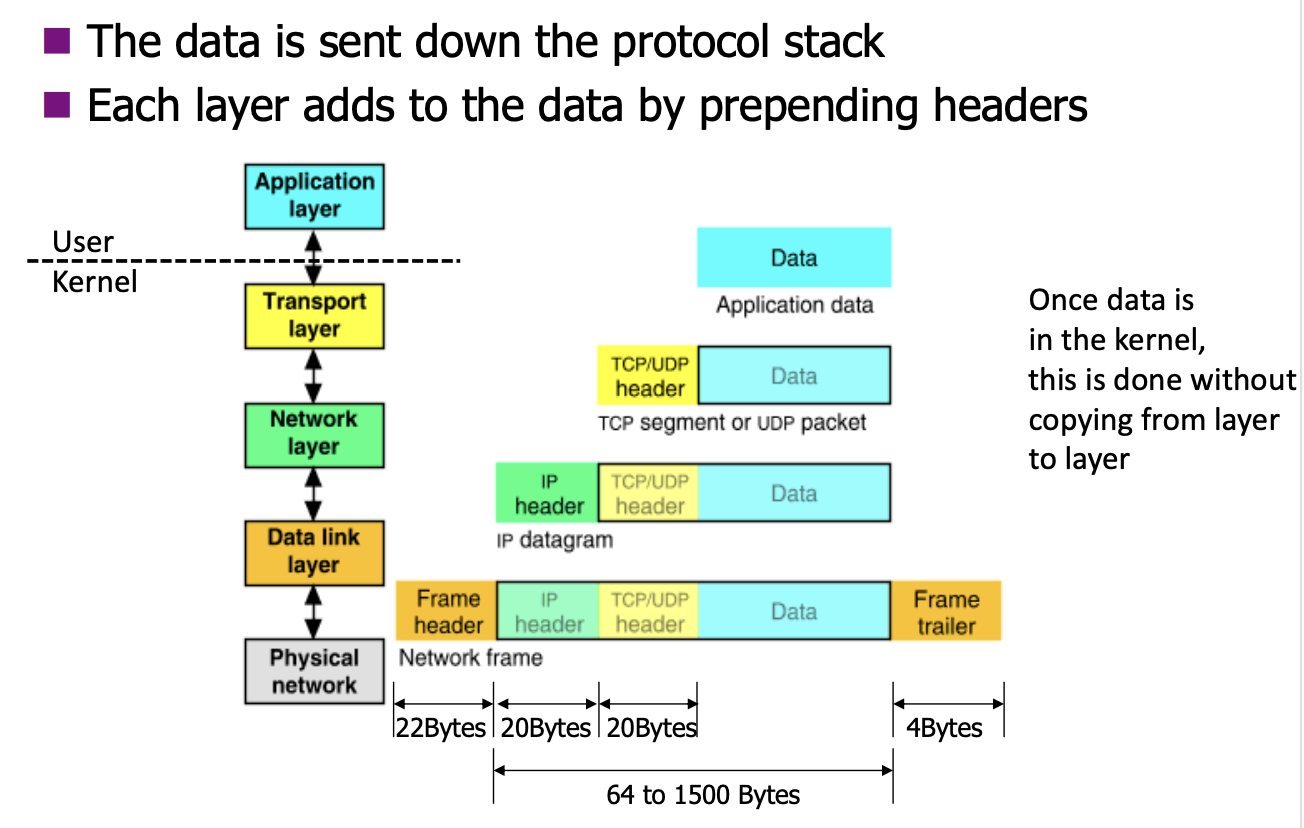 The data is sent down the protocol stack
Each layer adds to the data by prepending headers
Application
layer
User
Kernel
Transport
layer
Network
layer
Data link
layer
Physical
network
Data
Application data
TCP/UDP
header
Data
TCP segment or UDP packet
IP
header
TCP/UDP
header
Data
IP datagram
Frame
header
IP
header
TCP/UDP
header
Data
Frame
trailer
Network frame
22Bytes
20Bytes
20Bytes
4Bytes
64 to 1500 Bytes
Once data is
in the kernel,
this is done without
copying from layer
to layer